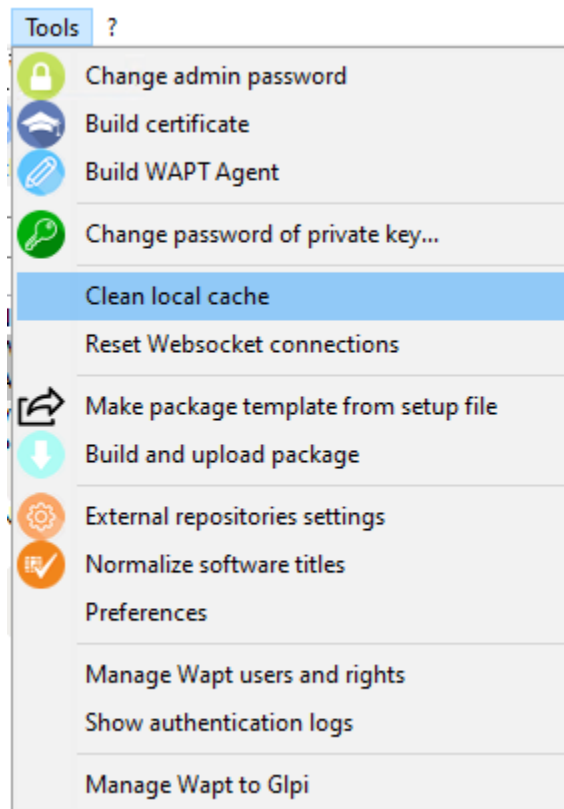 Tools ?
Change admin password
Build certificate
Build WAPT Agent
Change password of private key...
Clean local cache
Reset Websocket connections
Make package template from setup file
Build and upload package
External repositories settings
Normalize software titles
Preferences
Manage Wapt users and rights
Show authentication logs
Manage Wapt to Glpi